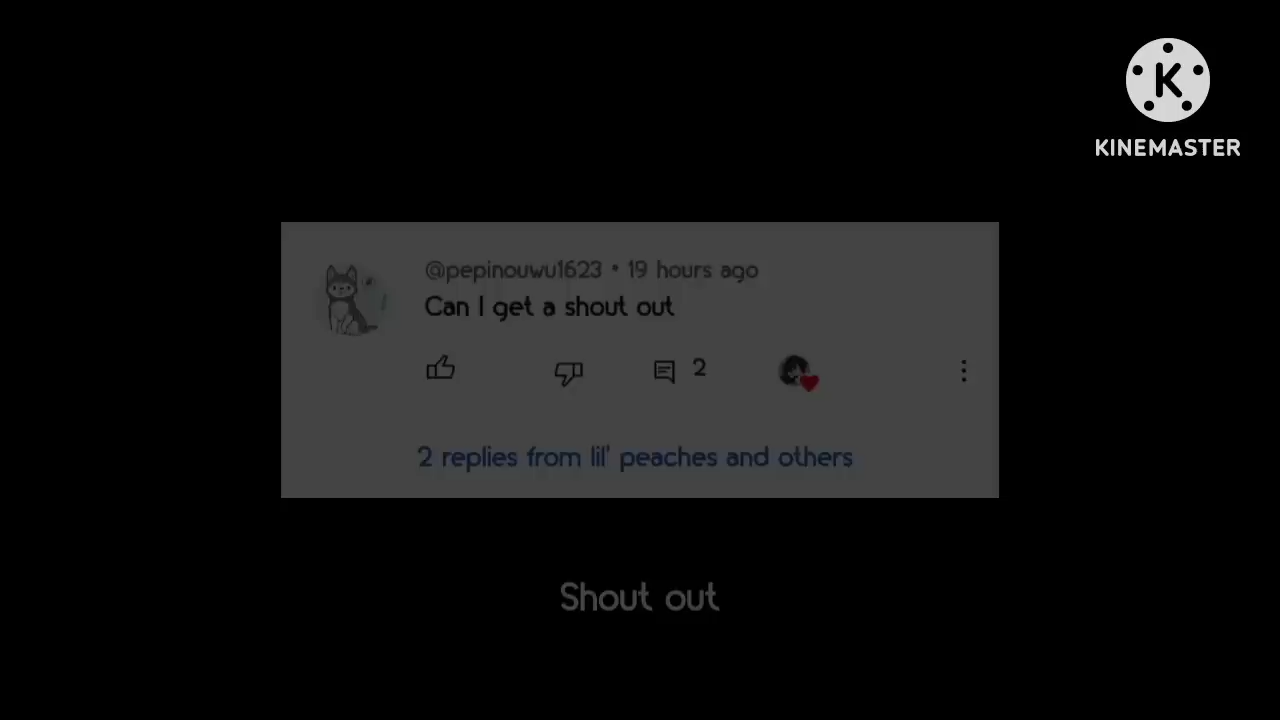 K
KINEMASTER
@pepinouwu1623 • 19 hours ago
Can I get a shout out
2
2 replies from lil' peaches and others
Shout out